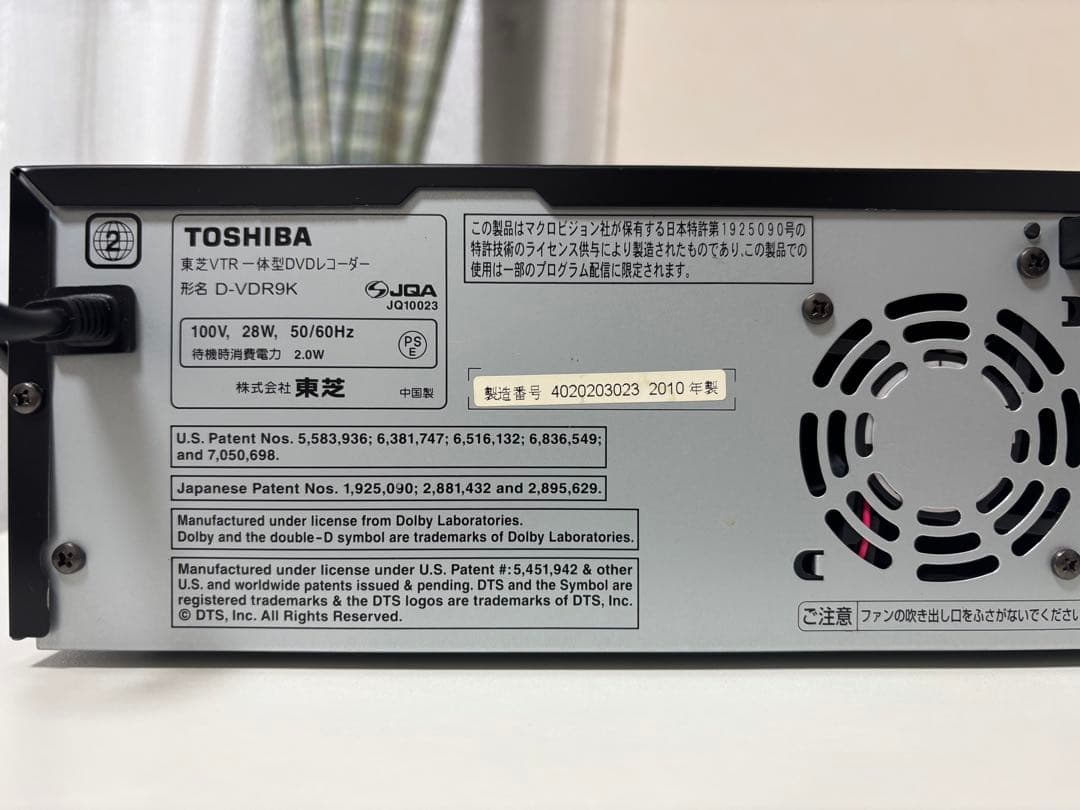 2
TOSHIBA
東芝VTR一体型DVDレコーダー
形名 D-VDR9K
JQA
JQ10023
100V, 28W, 50/60Hz
待機時消費電力 2.0W
PS
E
株式会社 東芝
中国製
この製品はマクロビジョン社が保有する日本特許第1925090号の
特許技術のライセンス供与により製造されたものであり、この製品での
使用は一部のプログラム配信に限定されます。
製造番号 4020203023 2010年製
U.S. Patent Nos. 5,583,936; 6,381,747; 6,516,132; 6,836,549;
and 7,050,698.
Japanese Patent Nos. 1,925,090; 2,881,432 and 2,895,629.
Manufactured under license from Dolby Laboratories.
Dolby and the double-D symbol are trademarks of Dolby Laboratories.
Manufactured under license under U.S. Patent #:5,451,942 & other
U.S. and worldwide patents issued & pending. DTS and the Symbol are
registered trademarks & the DTS logos are trademarks of DTS, Inc.
© DTS, Inc. All Rights Reserved.
ご注意 ファンの吹き出し口をふさがないでください